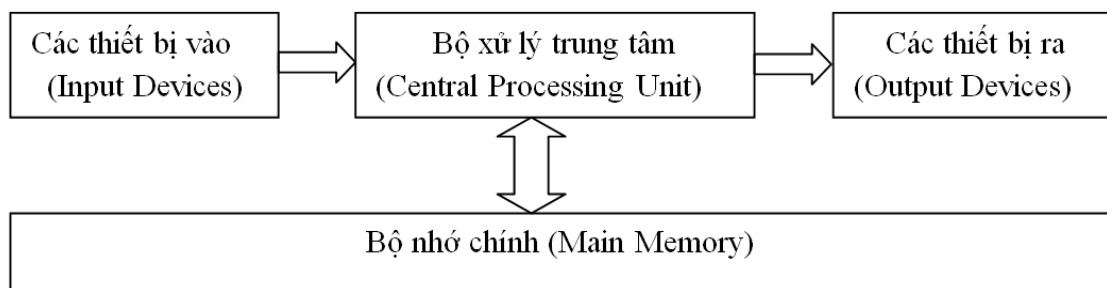 Các thiết bị vào
(Input Devices)
Bộ xử lý trung tâm
(Central Processing Unit)
Các thiết bị ra
(Output Devices)
Bộ nhớ chính (Main Memory)